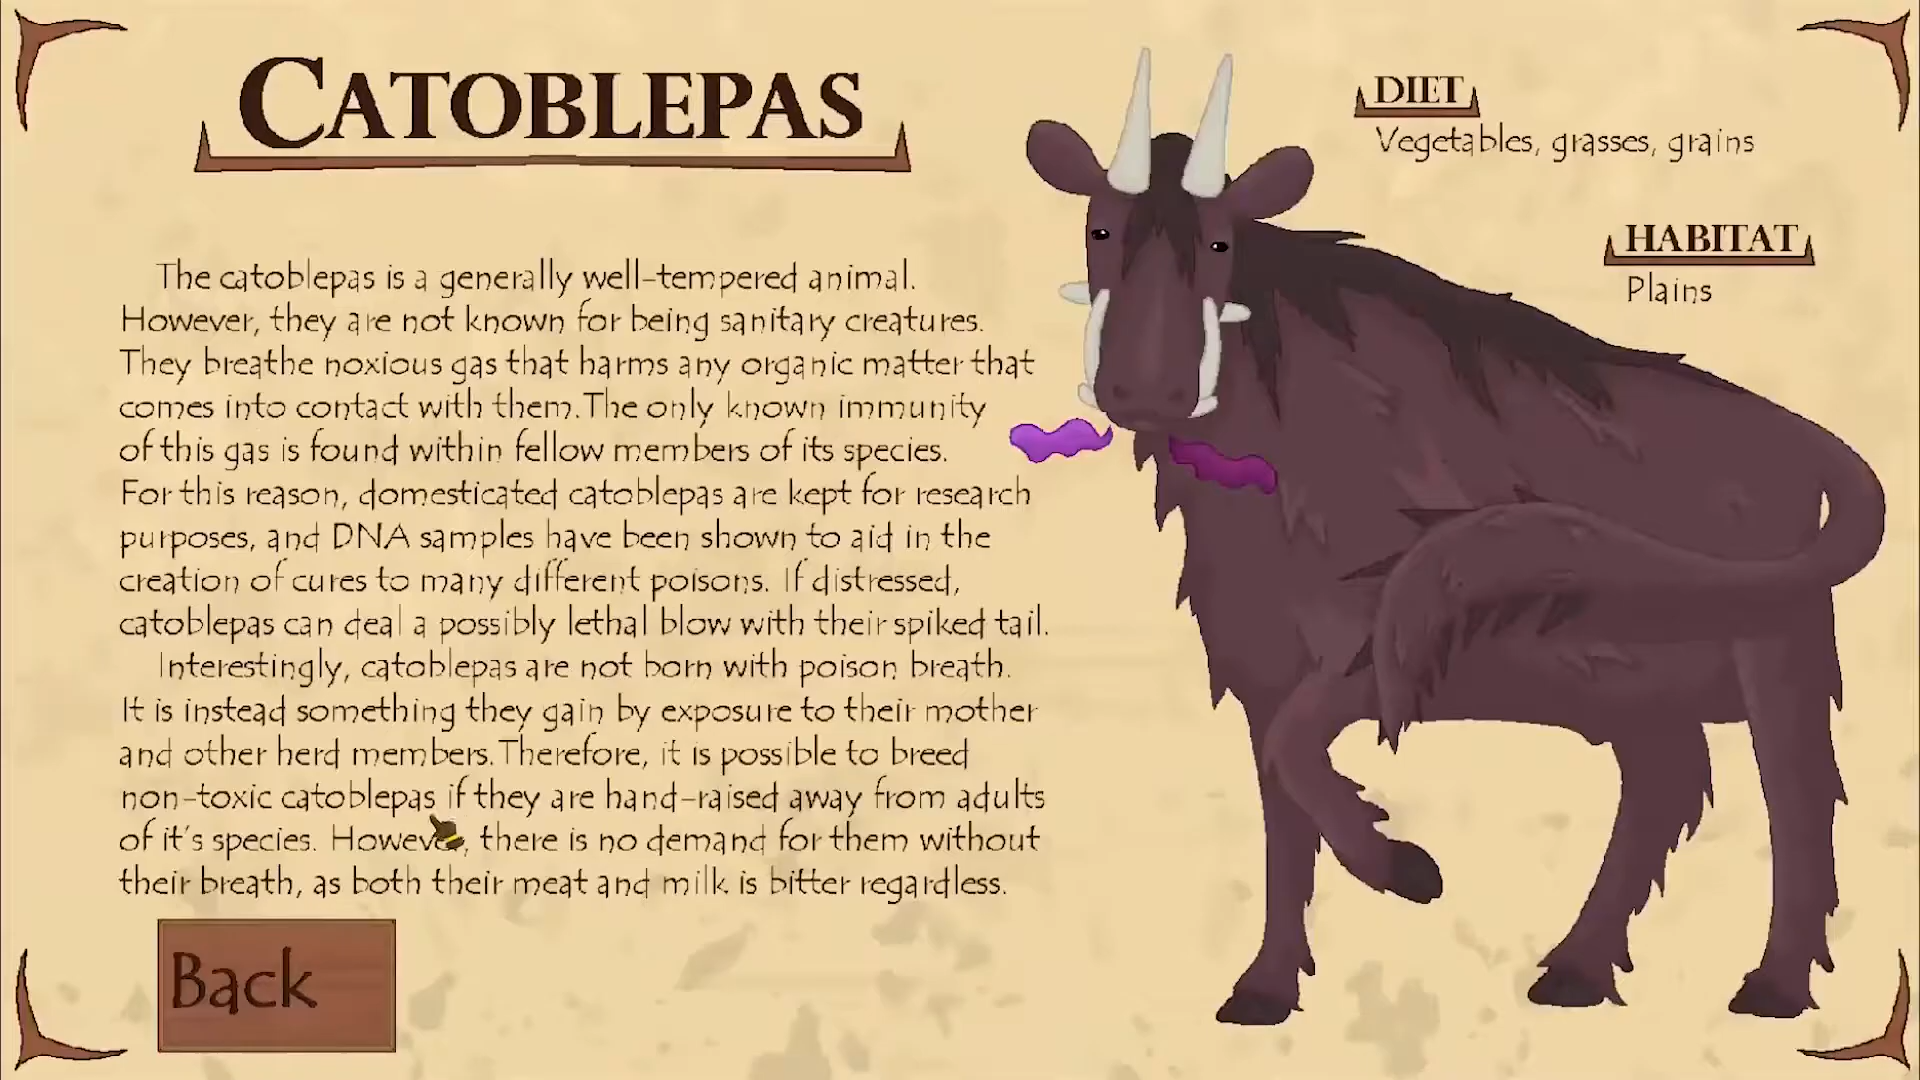 CATOBLEPAS
The catoblepas is a generally well-tempered animal.
However, they are not known for being sanitary creatures.
They breathe noxious gas that harms any organic matter that
comes into contact with them. The only known immunity
of this gas is found within fellow members of its species.
For this reason, domesticated catoblepas are kept for research
purposes, and DNA samples have been shown to aid in the
creation of cures to many different poisons. If distressed,
catoblepas can deal a possibly lethal blow with their spiked tail.
Interestingly, catoblepas are not born with poison breath.
It is instead something they gain by exposure to their mother
and other herd members. Therefore, it is possible to breed
non-toxic catoblepas if they are hand-raised away from adults
of it's species. However, there is no demand for them without
their breath, as both their meat and milk is bitter regardless.
DIET
Vegetables, grasses, grains
HABITAT
Plains
Back